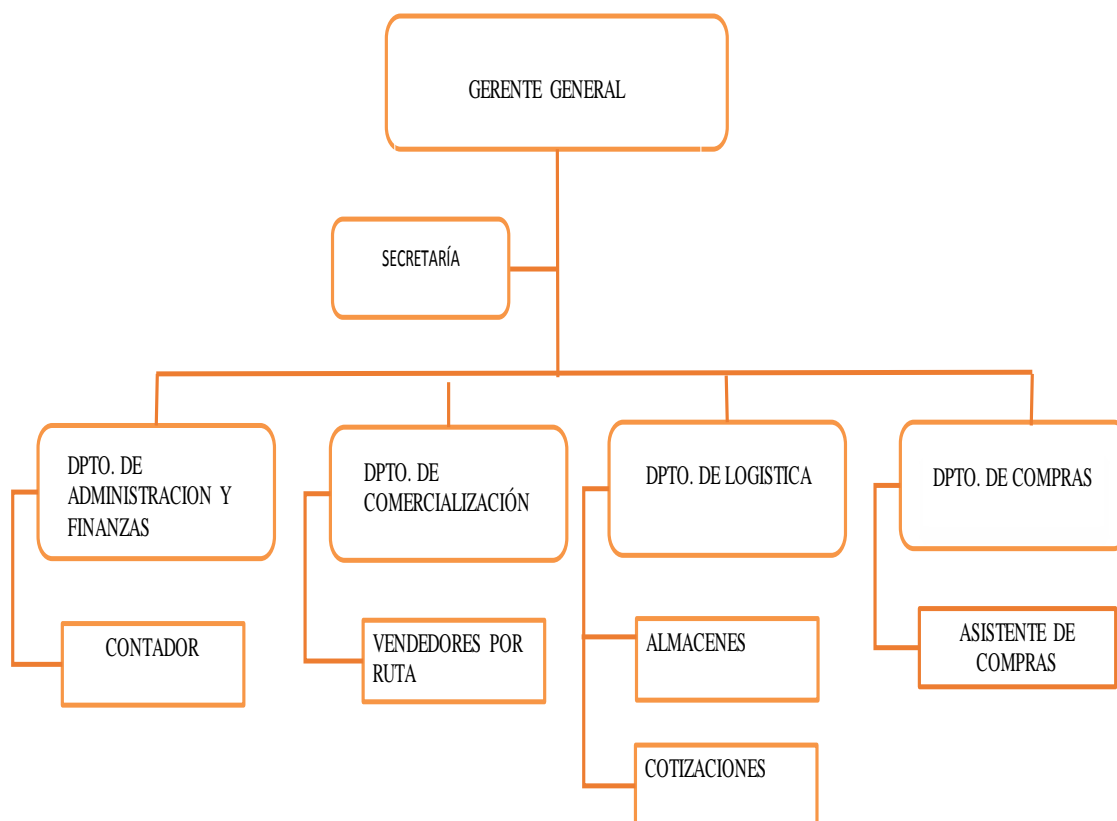 GERENTE GENERAL
SECRETARÍA
DPTO. DE
ADMINISTRACION Y
FINANZAS
DPTO. DE
COMERCIALIZACIÓN
DPTO. DE LOGISTICA
DPTO. DE COMPRAS
CONTADOR
VENDEDORES POR
RUTA
ALMACENES
ASISTENTE DE
COMPRAS
COTIZACIONES